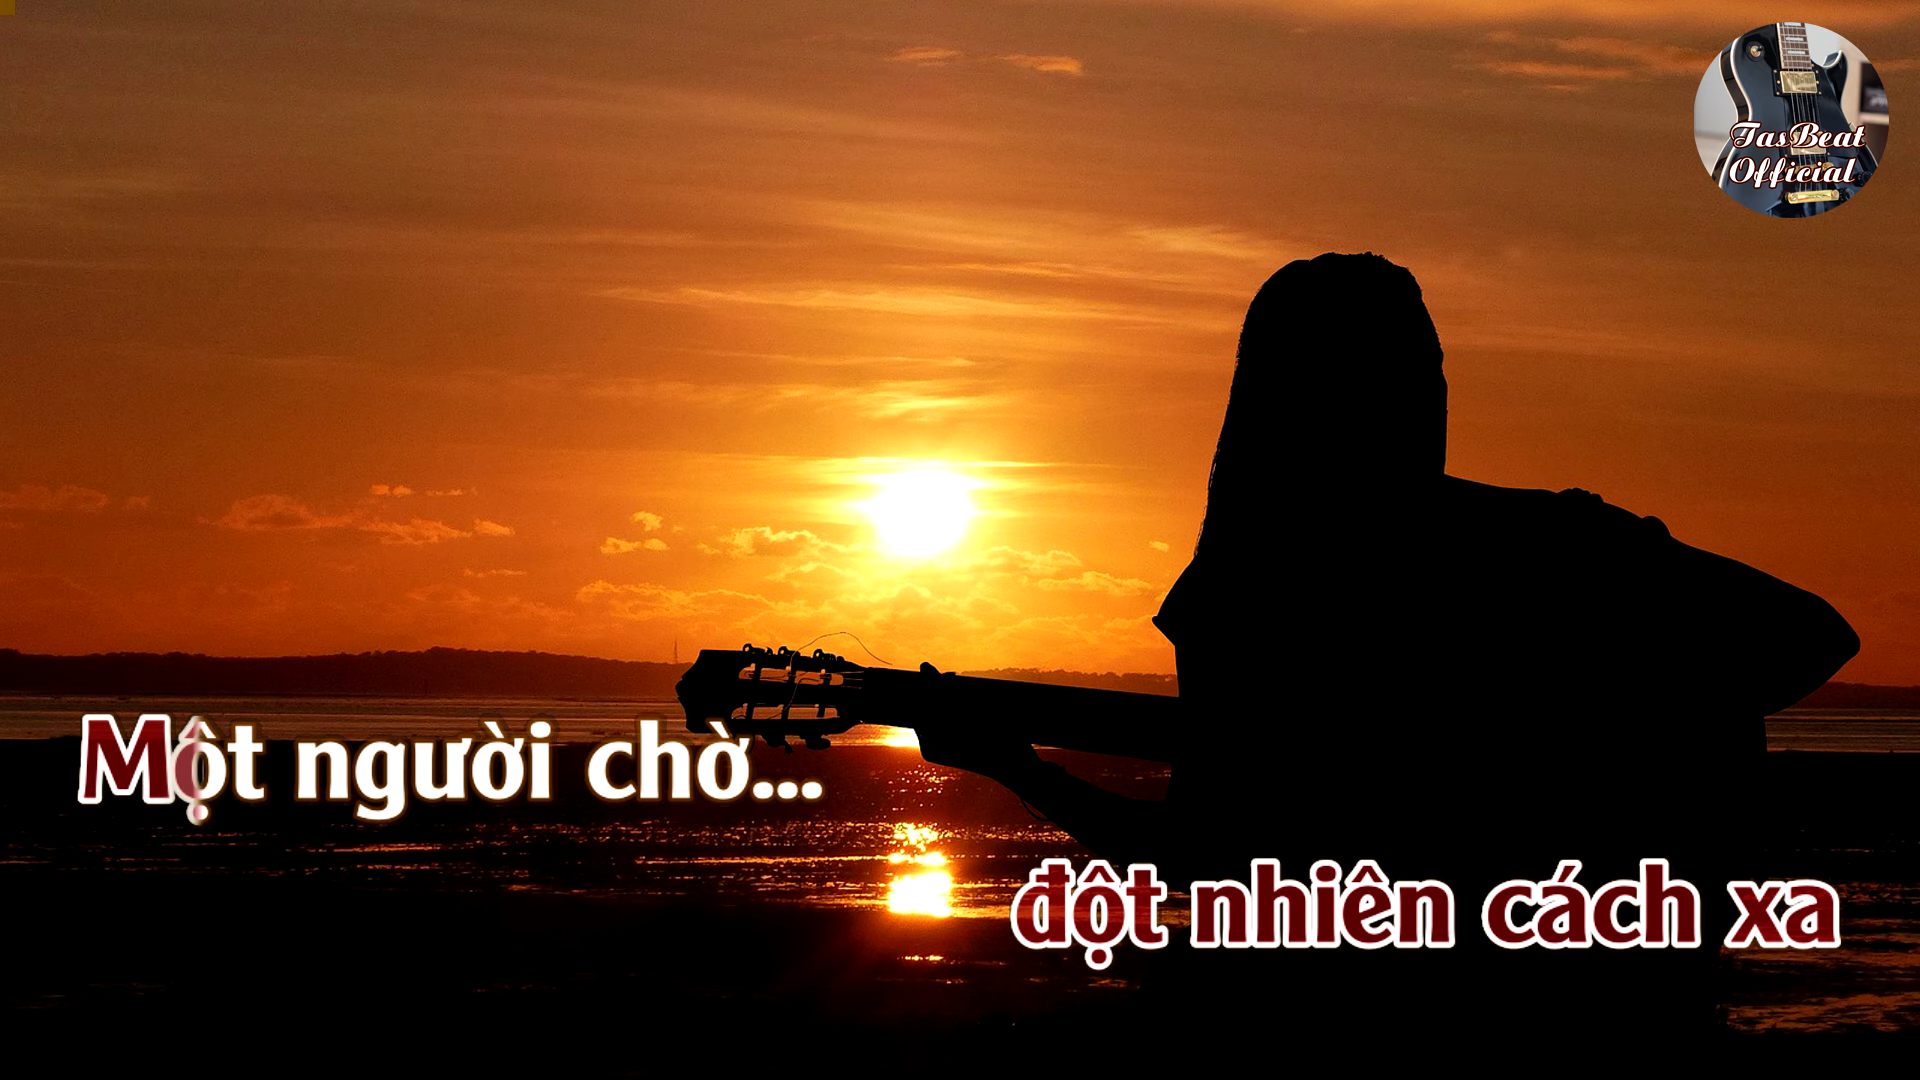 TasBeat
Official
Một người chờ...
đột nhiên cách xa